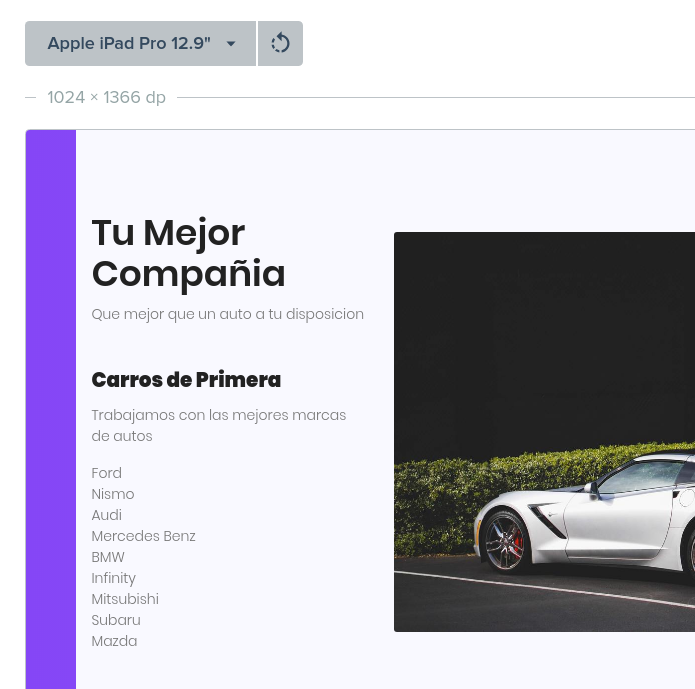 Apple iPad Pro 12.9"
1024 × 1366 dp
Tu Mejor
Compañia
Que mejor que un auto a tu disposicion
Carros de Primera
Trabajamos con las mejores marcas
de autos
Ford
Nismo
Audi
Mercedes Benz
BMW
Infinity
Mitsubishi
Subaru
Mazda